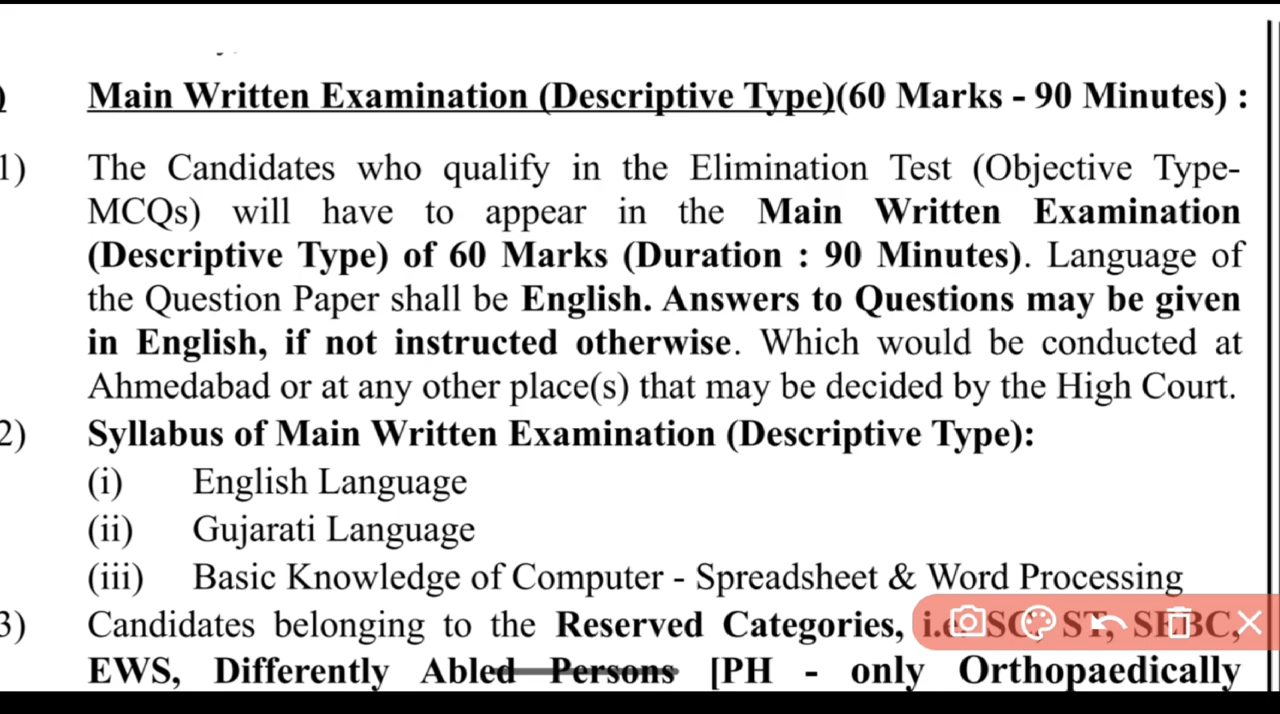 Main Written Examination (Descriptive Type)(60 Marks - 90 Minutes) :
1) The Candidates who qualify in the Elimination Test (Objective Type-
MCQs) will have to appear in the Main Written Examination
(Descriptive Type) of 60 Marks (Duration : 90 Minutes). Language of
the Question Paper shall be English. Answers to Questions may be given
in English, if not instructed otherwise. Which would be conducted at
Ahmedabad or at any other place(s) that may be decided by the High Court.
2) Syllabus of Main Written Examination (Descriptive Type):
(i) English Language
(ii) Gujarati Language
(iii) Basic Knowledge of Computer - Spreadsheet & Word Processing
3) Candidates belonging to the Reserved Categories, i.e. SC, ST, SEBC,
EWS, Differently Abled Persons [PH - only Orthopaedically